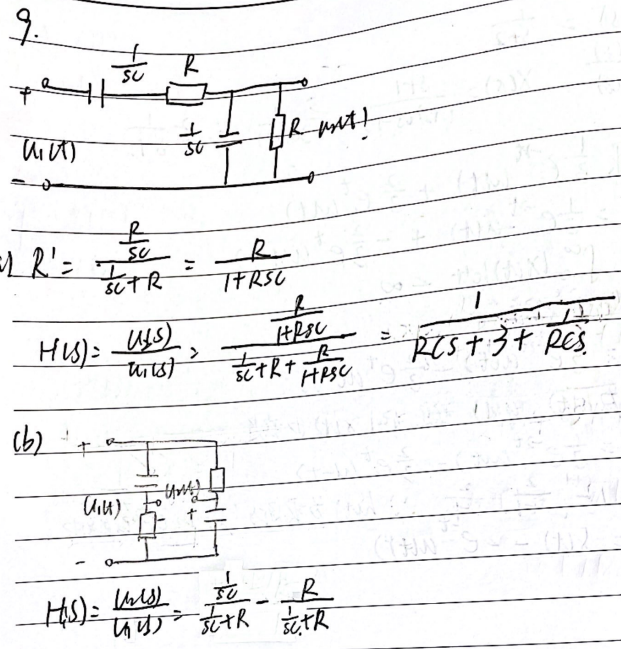 9.
1/sc R
+
1/sc R u₂(t)
u₁(t)
-
R' = (R/sc)/(1/sc + R) = R/(1+Rsc)
H(s) = u₂(s)/u₁(s) = (R/(1+Rsc))/(1/sc + R + R/(1+Rsc)) = 1/(RCS + 3 + 1/RCS)
(b) +
u₁(t) u₂(t)
- +
-
H(s) = u₂(s)/u₁(s) = (1/sc)/(1/sc + R) - R/(1/sc + R)